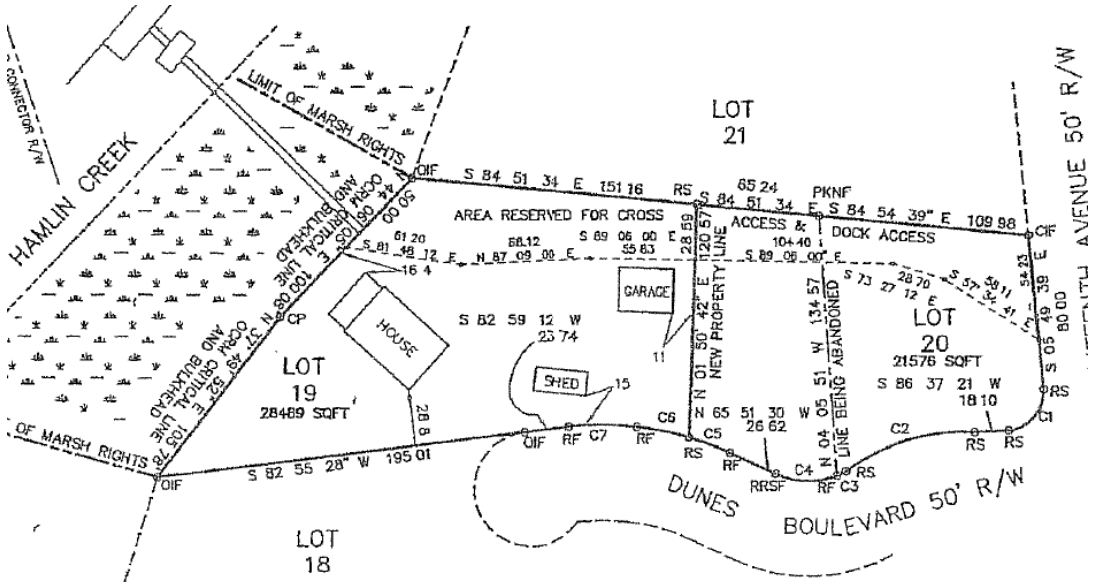 CONNECTOR R/W
HAMLIN CREEK
LIMIT OF MARSH RIGHTS
LOT
21
OIF
S 84 51 34 E 151 16
RS
65 24
S 84 51 34 E
PKNF
S 84 54 39" E 109 98
CIF
AREA RESERVED FOR CROSS
ACCESS &
DOCK ACCESS
50 00
OCRM CRITICAL LINE
AND BULKHEAD
61 20
S 81 48 12 E
68.12
N 87 09 00 E
S 89 06 00 E
55 83
28 59
120 57
104 40
S 89 06 00 E
28 70
S 73 27 12 E
58 11
S 57 34 41 E
54 23
S 05 49 39 E
80 00
16 4
CP
HOUSE
GARAGE
S 82 59 12 W
23 74
11
N 01 50 42" E
NEW PROPERTY LINE
N 04 05 51 W 134 57
LINE BEING ABANDONED
LOT
20
21576 SQFT
S 86 37 21 W
18 10
LOT
19
28489 SQFT
SHED
15
N 37 49' 52" E 105 78
OCRM CRITICAL LINE
AND BULKHEAD
28 8
OF MARSH RIGHTS
OIF
S 82 55 28" W 195 01
OIF
RF
C7
RF
C6
RS
N 65 51 30 W
26 62
C5
RF
RRSF
C4
RF
C3
RS
C2
RS
RS
C1
RS
DUNES
BOULEVARD 50' R/W
AVENUE 50' R/W
LOT
18